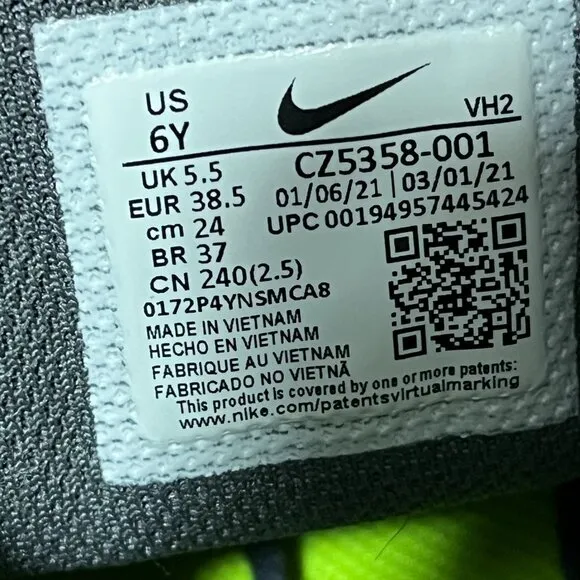 US
6Y
VH2
UK 5.5
CZ5358-001
EUR 38.5
01/06/21 | 03/01/21
cm 24
UPC 00194957445424
BR 37
CN 240(2.5)
0172P4YNSMCA8
MADE IN VIETNAM
HECHO EN VIETNAM
FABRIQUE AU VIETNAM
FABRICADO NO VIETNÃ
This product is covered by one or more patents:
www.nike.com/patentsvirtualmarking